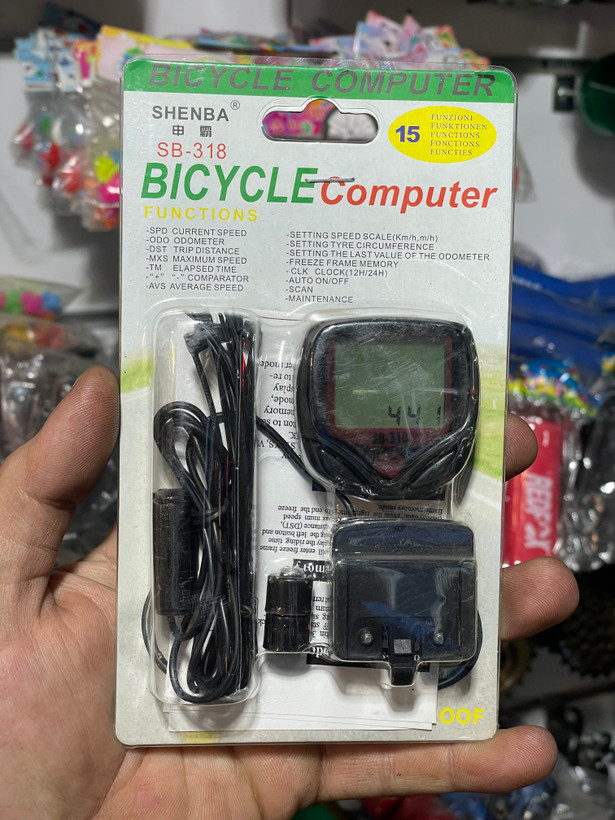 BICYCLE COMPUTER
SHENBA®
SB-318
15
FUNZIONI
FUNKTIONEN
FUNCTIONS
FONCTIONS
FUNCTIES
BICYCLE Computer
FUNCTIONS
-SPD CURRENT SPEED
-ODO ODOMETER
-DST TRIP DISTANCE
-MXS MAXIMUM SPEED
-TM ELAPSED TIME
-"+" "-" COMPARATOR
-AVS AVERAGE SPEED
-SETTING SPEED SCALE(Km/h,m/h)
-SETTING TYRE CIRCUMFERENCE
-SETTING THE LAST VALUE OF THE ODOMETER
-FREEZE FRAME MEMORY
-CLK CLOCK(12H/24H)
-AUTO ON/OFF
-SCAN
-MAINTENANCE
441
SB-318
OOF